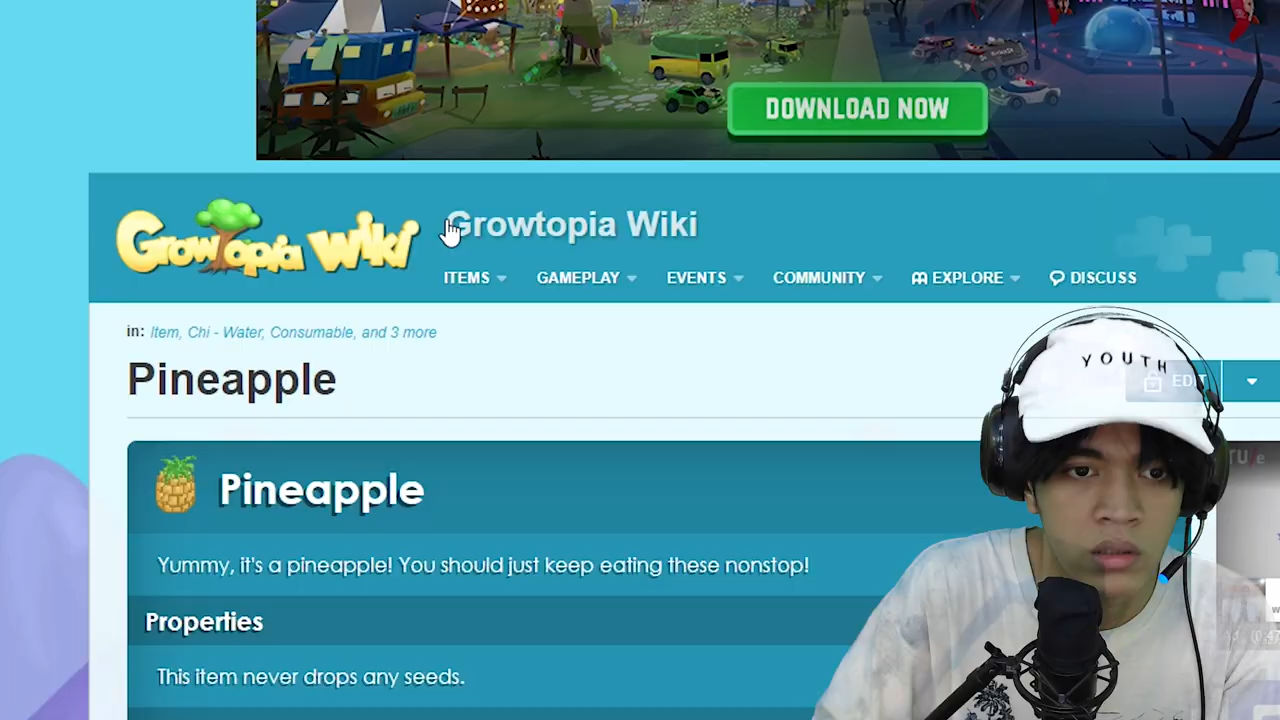 DOWNLOAD NOW
Growtopia Wiki
Growtopia Wiki
ITEMS GAMEPLAY EVENTS COMMUNITY EXPLORE DISCUSS
in: Item, Chi - Water, Consumable, and 3 more
Pineapple
EDIT
YOUTH
Pineapple
Yummy, it's a pineapple! You should just keep eating these nonstop!
Properties
This item never drops any seeds.